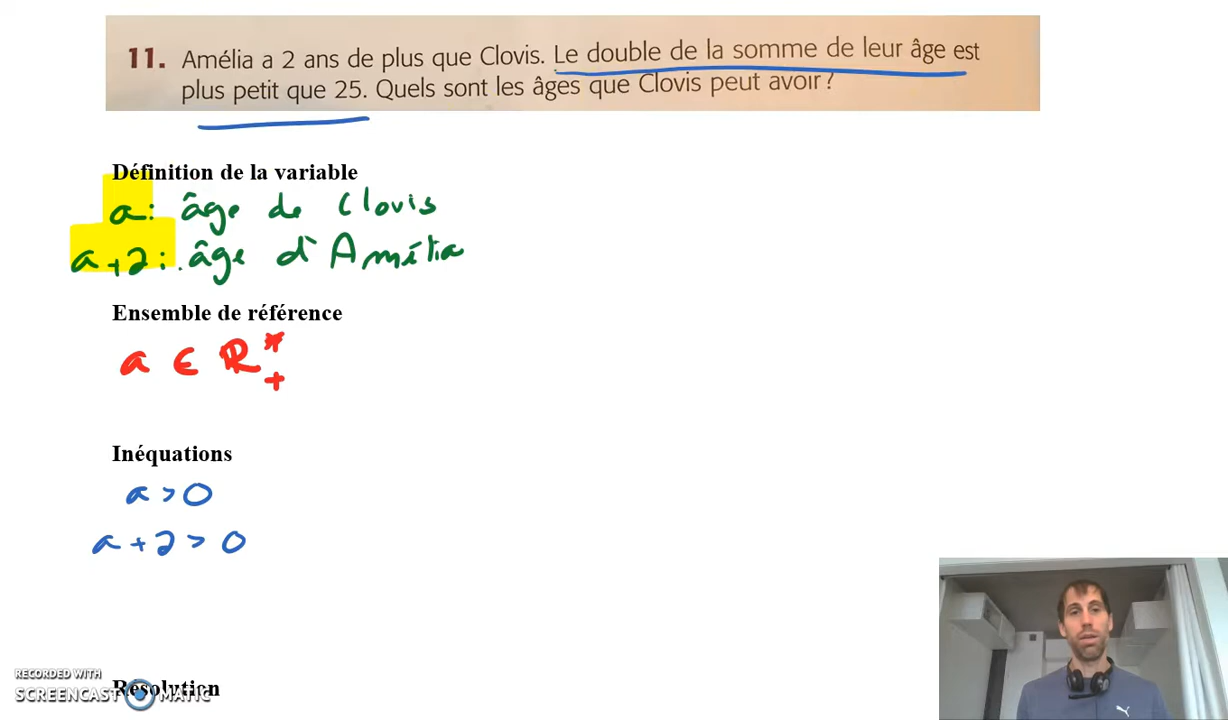 11. Amélia a 2 ans de plus que Clovis. Le double de la somme de leur âge est
plus petit que 25. Quels sont les âges que Clovis peut avoir ?
Définition de la variable
a : âge de Clovis
a+2 : âge d'Amélia
Ensemble de référence
a ∈ ℝ*₊
Inéquations
a > 0
a + 2 > 0
Résolution
RECORDED WITH
SCREENCAST MATIC